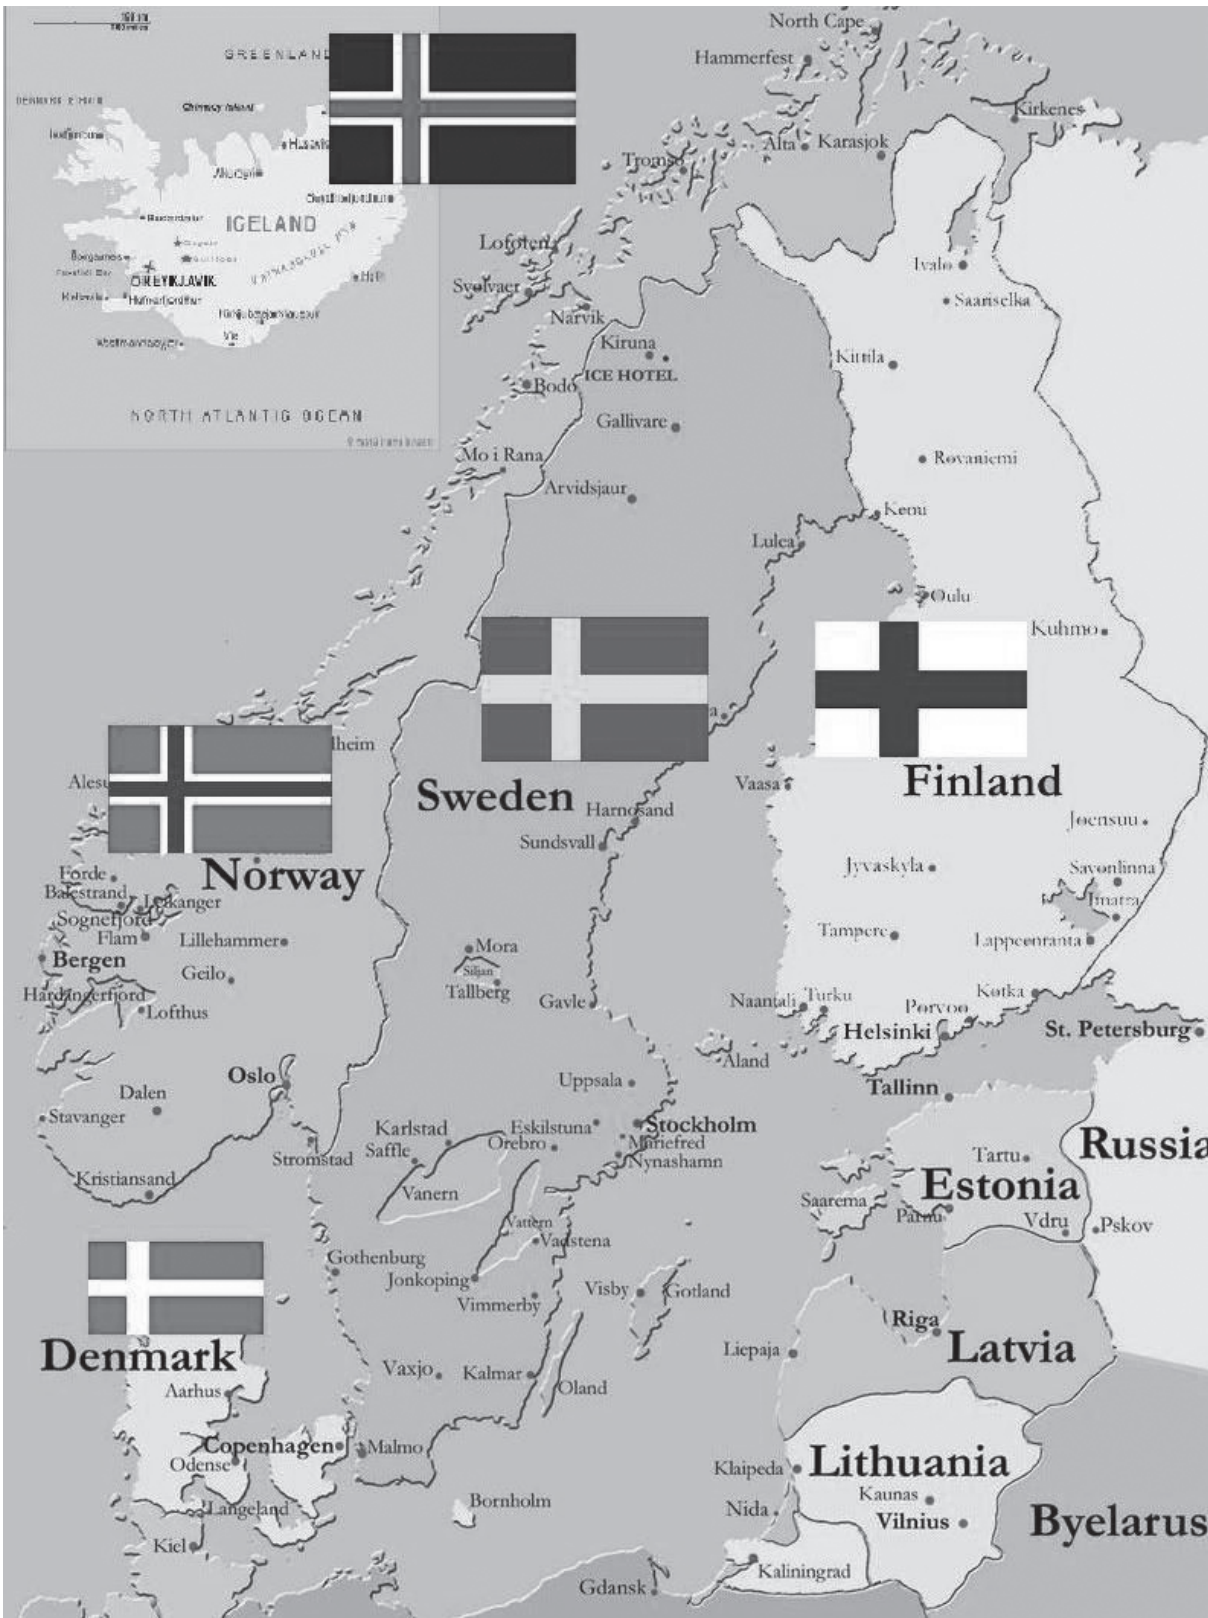 North Cape
Hammerfest
GREENLAND
Kirkenes
Alta Karasjok
Tromso
ICELAND
Lofoten
Ivalo
REYKJAVIK
Svolvaer
Saariselka
Narvik
Vik
Kiruna
Kittila
ICE HOTEL
Bodo
NORTH ATLANTIC OCEAN
Gallivare
Mo i Rana
Rovaniemi
Arvidsjaur
Kemi
Lulea
Oulu
Kuhmo
a
lheim
Alesu
Sweden
Vaasa
Finland
Harnosand
Joensuu
Sundsvall
Norway
Jyvaskyla
Savonlinna
Forde
Balestrand
Leikanger
Imatra
Sognefjord
Flam
Lillehammer
Tampere
Lappeenranta
Mora
Bergen
Siljan
Geilo
Tallberg
Hardangerfjord
Gavle
Naantali Turku
Kotka
Porvoo
Lofthus
Helsinki
St. Petersburg
Aland
Oslo
Uppsala
Tallinn
Dalen
Stavanger
Karlstad
Eskilstuna
Stockholm
Orebro
Mariefred
Saffle
Nynashamn
Russia
Stromstad
Tartu
Kristiansand
Vanern
Estonia
Saarema
Parnu
Vattern
Vdru
Pskov
Vadstena
Gothenburg
Jonkoping
Visby
Gotland
Vimmerby
Riga
Denmark
Liepaja
Latvia
Vaxjo
Kalmar
Oland
Aarhus
Copenhagen
Malmo
Odense
Klaipeda
Lithuania
Kaunas
Langeland
Bornholm
Nida
Vilnius
Byelarus
Kiel
Kaliningrad
Gdansk